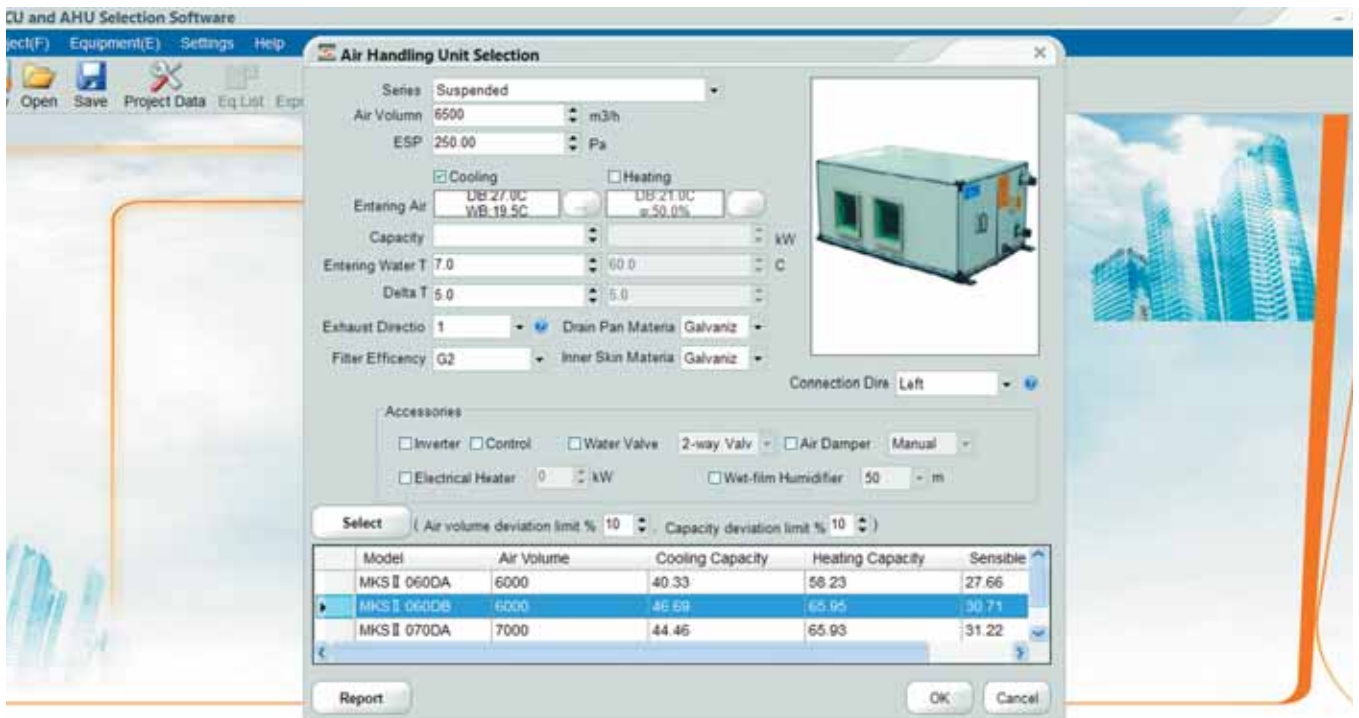 CU and AHU Selection Software
ject(F) Equipment(E) Settings Help
Open Save Project Data Eq List Exp
Air Handling Unit Selection
Series Suspended
Air Volumn 6500 m3/h
ESP 250.00 Pa
Cooling Heating
DB:27.0C DB:21.0C
Entering Air WB:19.5C ... φ:50.0%
Capacity kW
Entering Water T 7.0 60.0 C
Delta T 5.0 5.0
Exhaust Directio 1 Drain Pan Materia Galvaniz
Filter Efficency G2 Inner Skin Materia Galvaniz
Connection Dire Left
Accessories
Inverter Control Water Valve 2-way Valv Air Damper Manual
Electrical Heater 0 kW Wet-film Humidifier 50 m
Select ( Air volume deviation limit % 10 , Capacity deviation limit % 10 )
Model Air Volume Cooling Capacity Heating Capacity Sensible
MKSⅡ 060DA 6000 40.33 58.23 27.66
MKSⅡ 060DB 6000 46.69 65.95 30.71
MKSⅡ 070DA 7000 44.46 65.93 31.22
Report OK Cancel